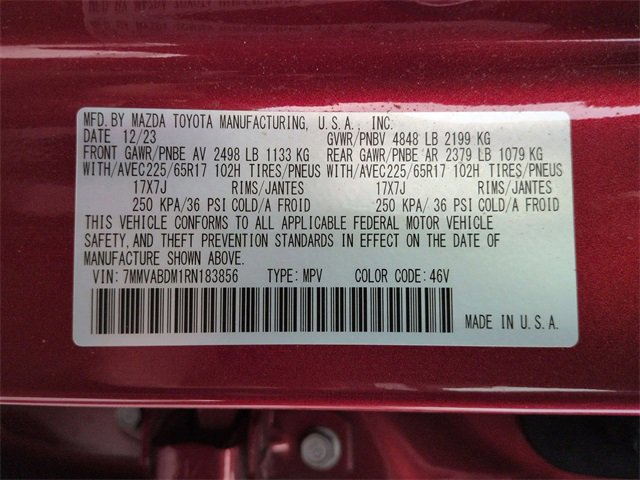 MFD. BY MAZDA TOYOTA MANUFACTURING, U.S.A., INC.
DATE 12/23 GVWR/PNBV 4848 LB 2199 KG
FRONT GAWR/PNBE AV 2498 LB 1133 KG REAR GAWR/PNBE AR 2379 LB 1079 KG
WITH/AVEC225/65R17 102H TIRES/PNEUS WITH/AVEC225/65R17 102H TIRES/PNEUS
17X7J RIMS/JANTES 17X7J RIMS/JANTES
250 KPA/36 PSI COLD/A FROID 250 KPA/ 36 PSI COLD/A FROID
THIS VEHICLE CONFORMS TO ALL APPLICABLE FEDERAL MOTOR VEHICLE
SAFETY, AND THEFT PREVENTION STANDARDS IN EFFECT ON THE DATE OF
MANUFACTURE SHOWN ABOVE.
VIN: 7MMVABDM1RN183856 TYPE: MPV COLOR CODE: 46V
MADE IN U.S.A.